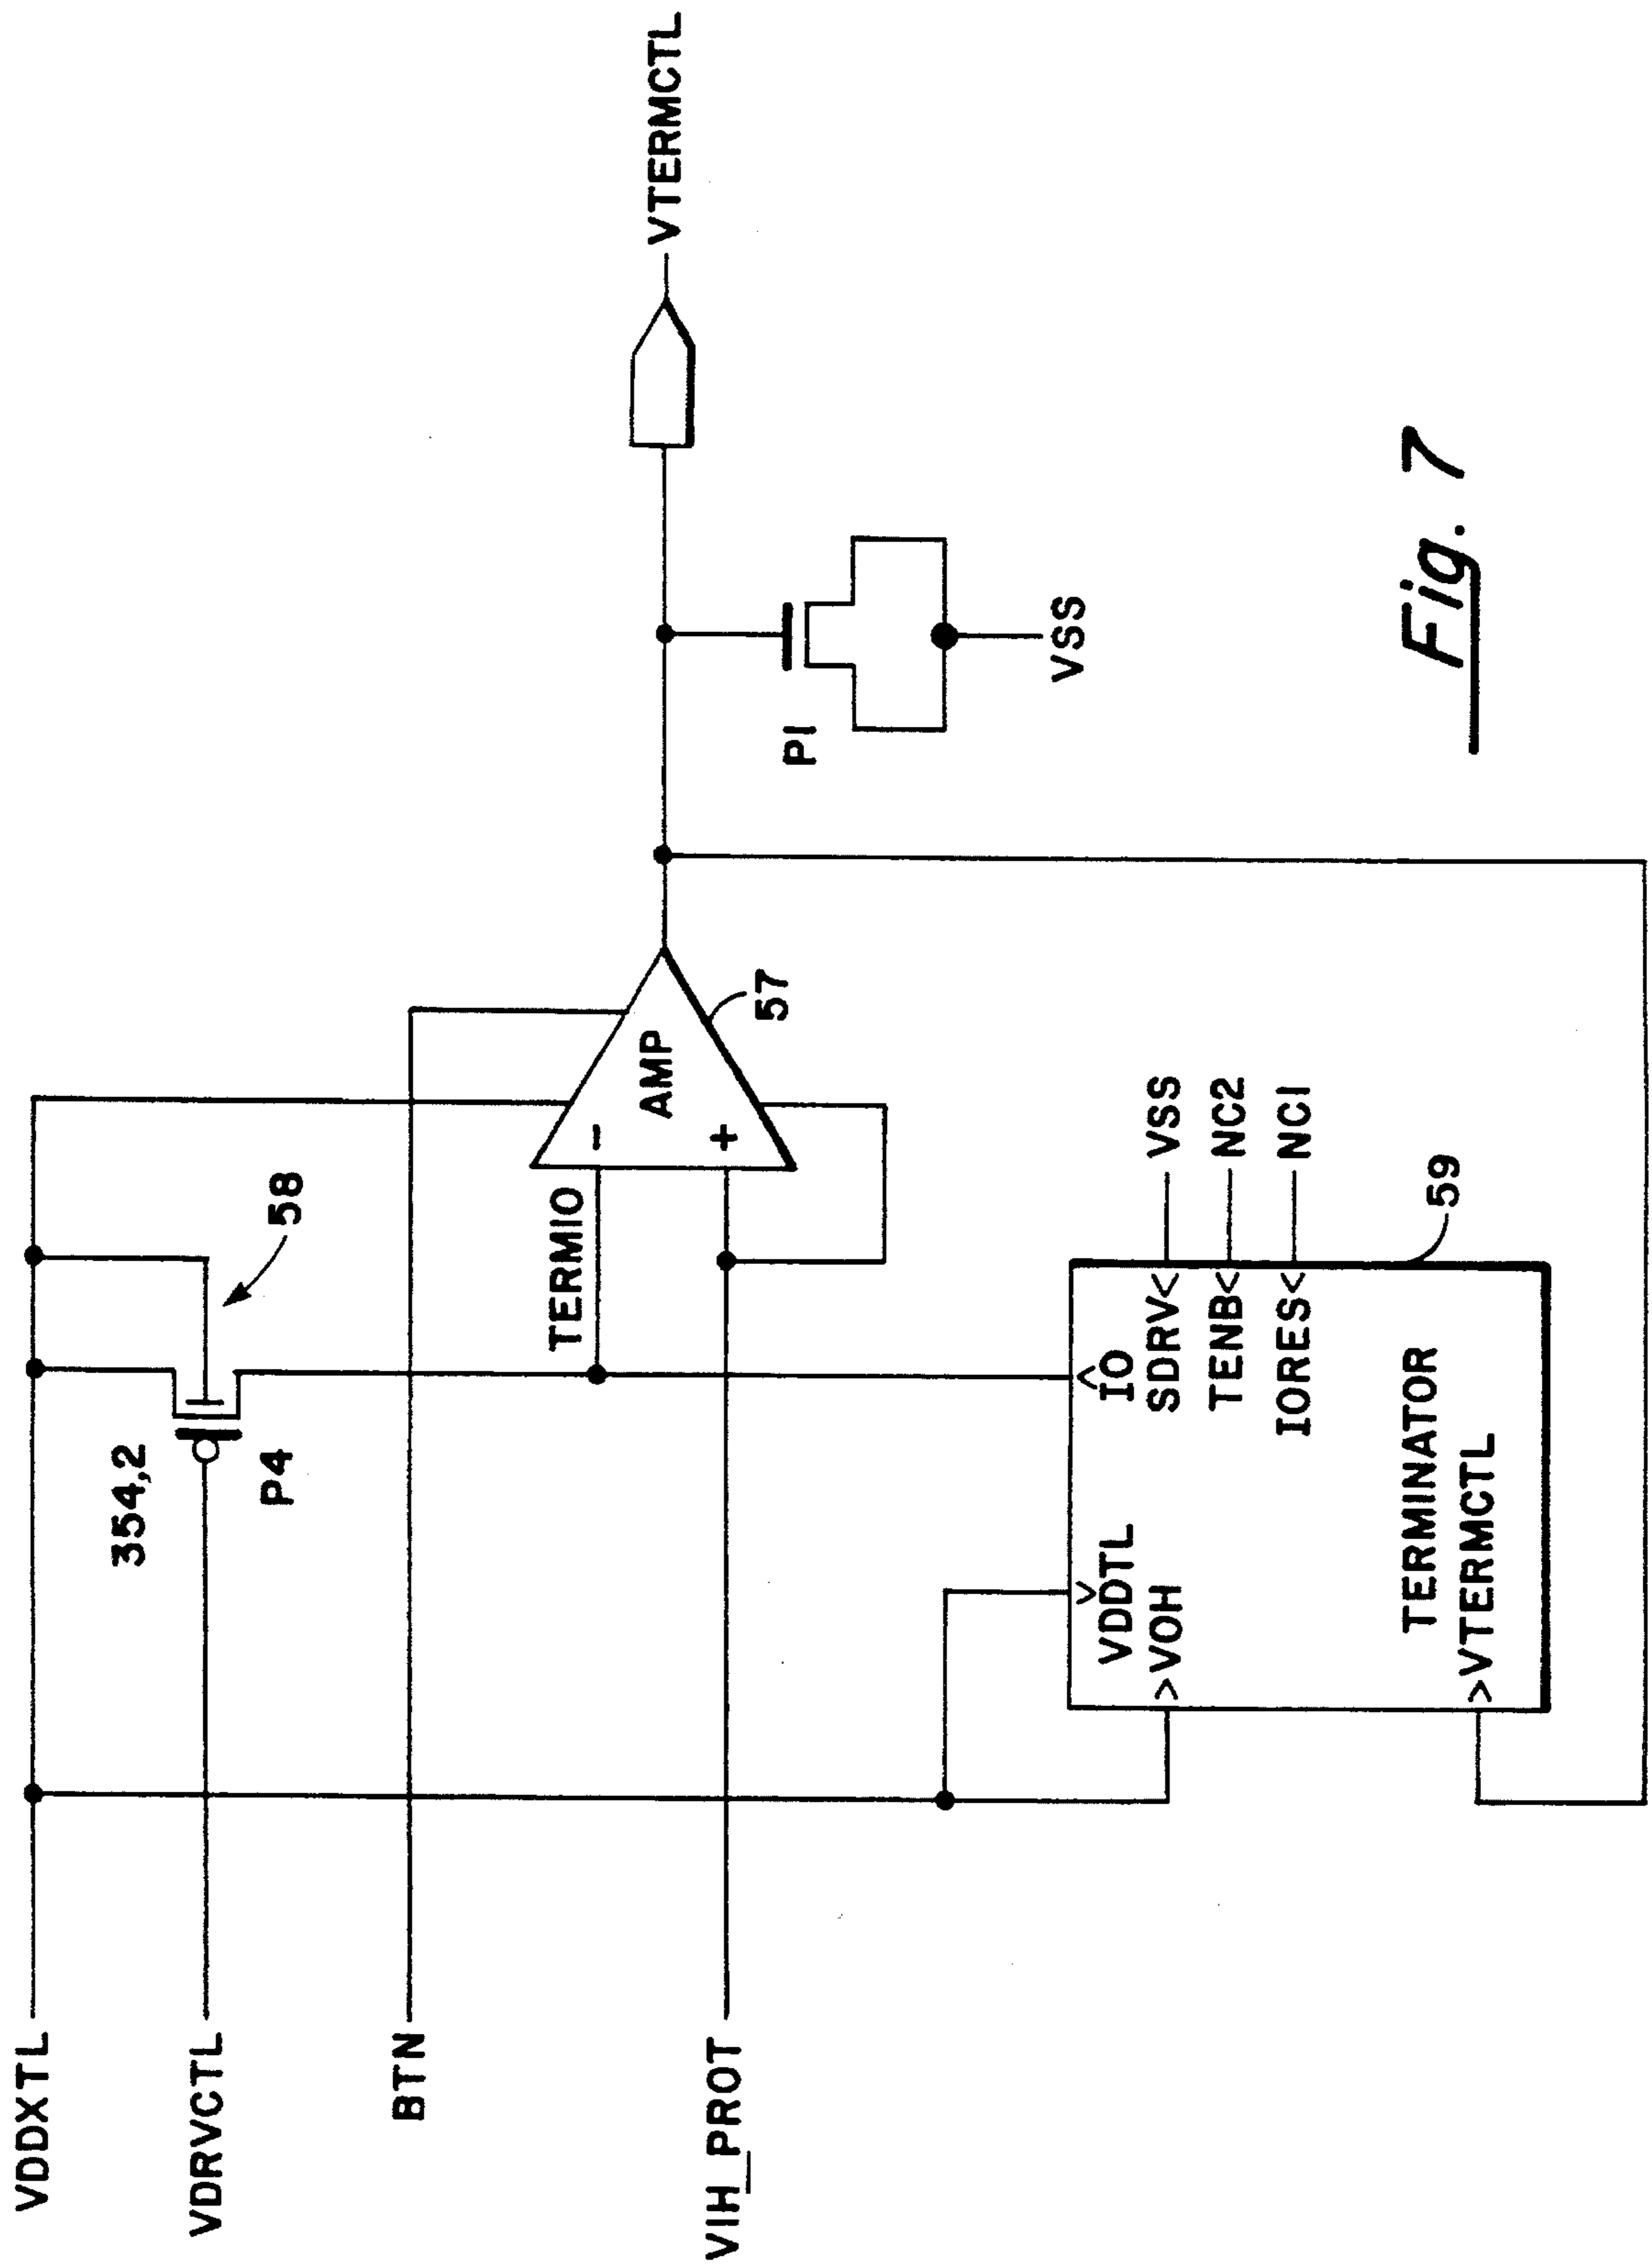 VDDXTL
VDRVCTL
BTN
VIH_PROT
354,2
P4
58
TERMIO
-
+
AMP
57
VTERMCTL
P1
VSS
VDDTL
>VOH
IO
SDRV<
TENB<
IORES<
VSS
NC2
NC1
TERMINATOR
>VTERMCTL
59
Fig. 7